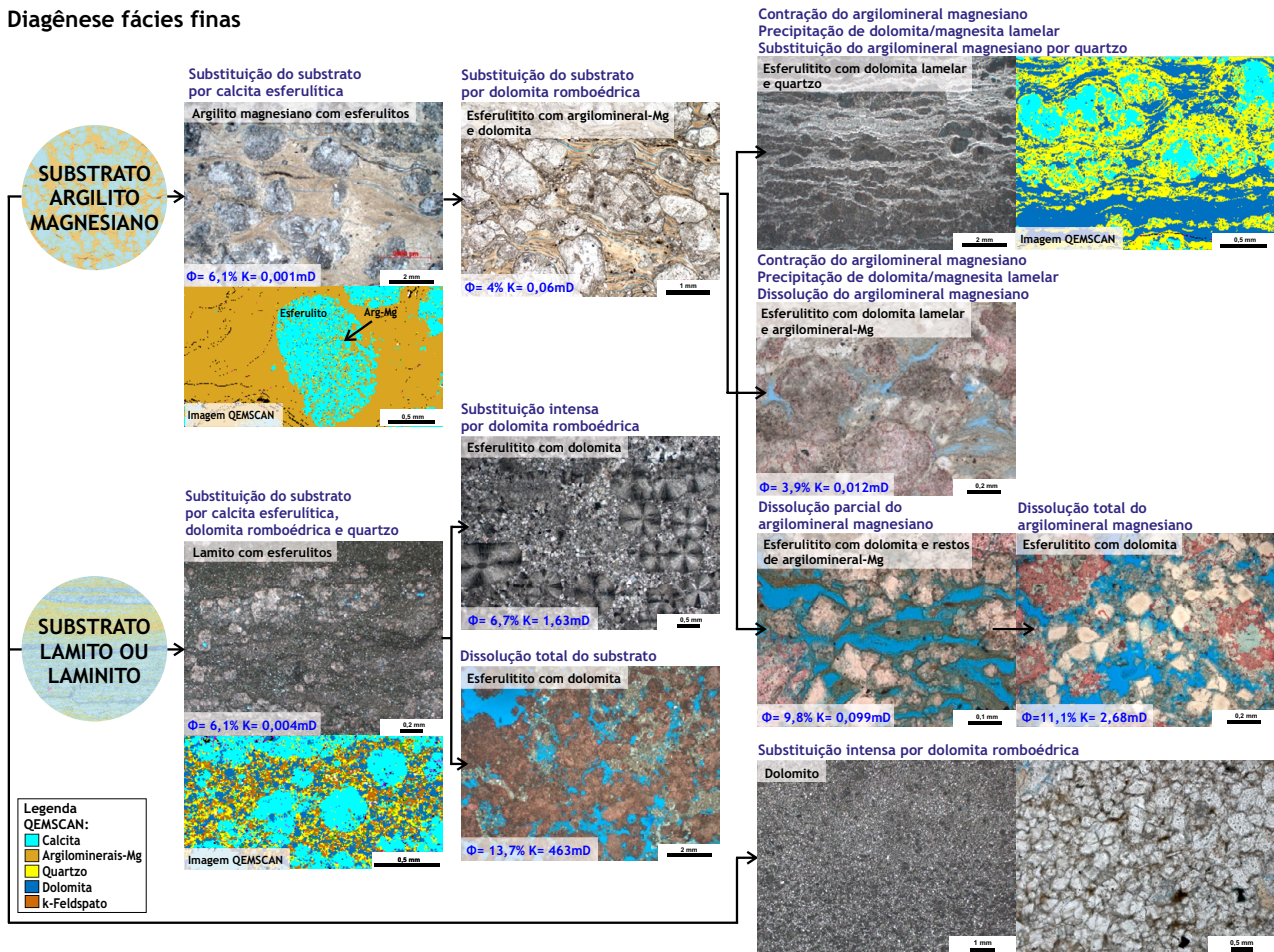 Diagênese fácies finas
SUBSTRATO
ARGILITO
MAGNESIANO
Substituição do substrato
por calcita esferulítica
Argilito magnesiano com esferulitos
Φ= 6,1% K= 0,001mD
2 mm
Esferulito
Arg-Mg
Imagem QEMSCAN
0,5 mm
Substituição do substrato
por dolomita romboédrica
Esferulitito com argilomineral-Mg
e dolomita
Φ= 4% K= 0,06mD
1 mm
Contração do argilomineral magnesiano
Precipitação de dolomita/magnesita lamelar
Substituição do argilomineral magnesiano por quartzo
Esferulitito com dolomita lamelar
e quartzo
2 mm
Imagem QEMSCAN
0,5 mm
Contração do argilomineral magnesiano
Precipitação de dolomita/magnesita lamelar
Dissolução do argilomineral magnesiano
Esferulitito com dolomita lamelar
e argilomineral-Mg
Φ= 3,9% K= 0,012mD
0,2 mm
Dissolução parcial do
argilomineral magnesiano
Esferulitito com dolomita e restos
de argilomineral-Mg
Φ= 9,8% K= 0,099mD
0,1 mm
Dissolução total do
argilomineral magnesiano
Esferulitito com dolomita
Φ=11,1% K= 2,68mD
0,2 mm
SUBSTRATO
LAMITO OU
LAMINITO
Substituição do substrato
por calcita esferulítica,
dolomita romboédrica e quartzo
Lamito com esferulitos
Φ= 6,1% K= 0,004mD
0,2 mm
Imagem QEMSCAN
0,5 mm
Substituição intensa
por dolomita romboédrica
Esferulitito com dolomita
Φ= 6,7% K= 1,63mD
0,5 mm
Dissolução total do substrato
Esferulitito com dolomita
Φ= 13,7% K= 463mD
2 mm
Substituição intensa por dolomita romboédrica
Dolomito
1 mm
0,5 mm
Legenda
QEMSCAN:
Calcita
Argilominerais-Mg
Quartzo
Dolomita
k-Feldspato